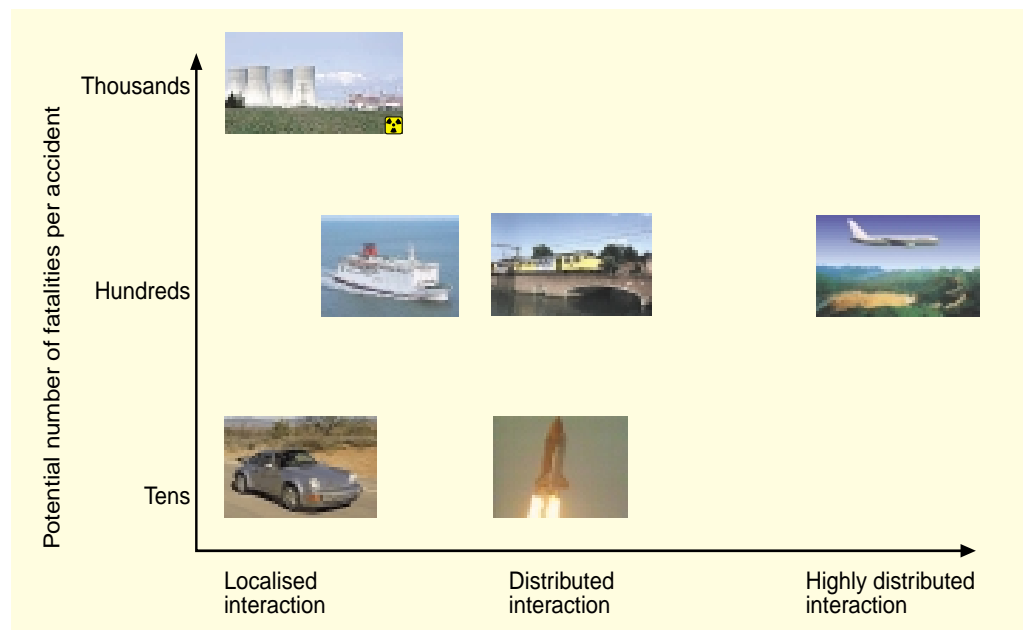 Potential number of fatalities per accident
Thousands
Hundreds
Tens
Localised
interaction
Distributed
interaction
Highly distributed
interaction